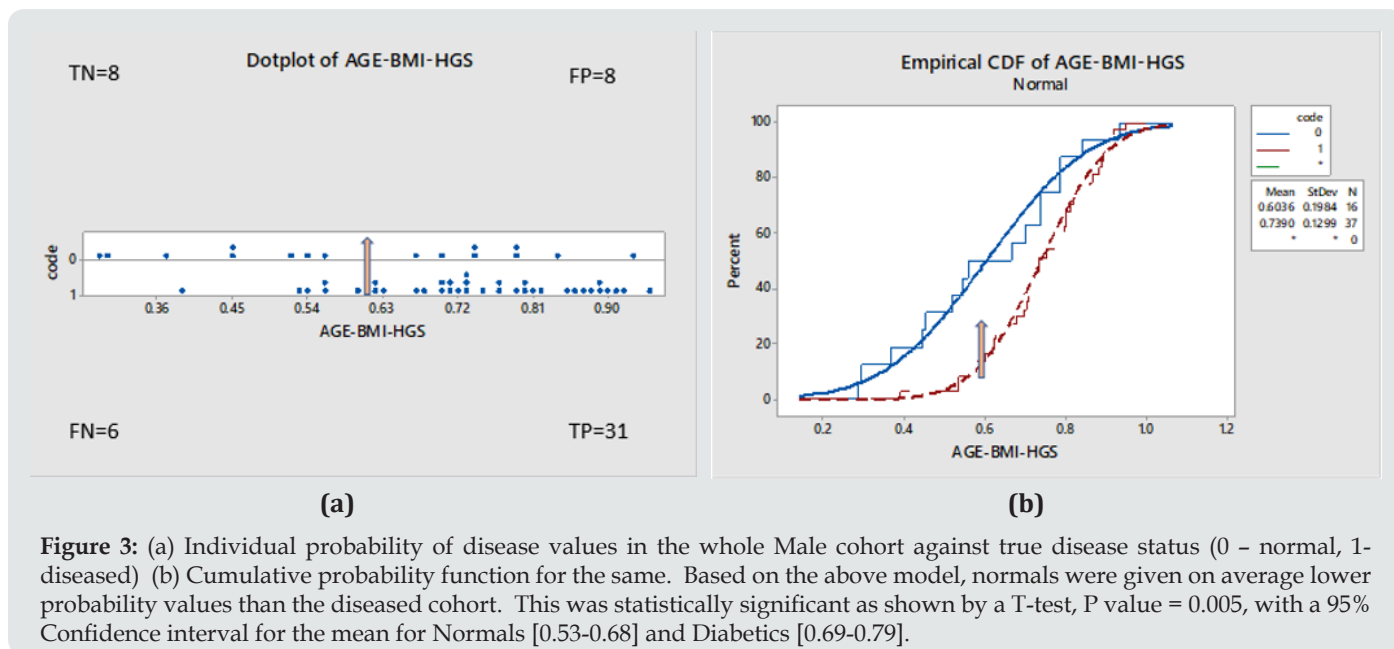 Dotplot of AGE-BMI-HGS
TN=8
FP=8
code
0
1
0.36 0.45 0.54 0.63 0.72 0.81 0.90
AGE-BMI-HGS
FN=6
TP=31
(a)
Empirical CDF of AGE-BMI-HGS
Normal
100
80
60
40
20
0
Percent
0.2 0.4 0.6 0.8 1.0 1.2
AGE-BMI-HGS
code
0
1
*
Mean StDev N
0.6036 0.1984 16
0.7390 0.1299 37
* * 0
(b)
Figure 3: (a) Individual probability of disease values in the whole Male cohort against true disease status (0 – normal, 1-
diseased) (b) Cumulative probability function for the same. Based on the above model, normals were given on average lower
probability values than the diseased cohort. This was statistically significant as shown by a T-test, P value = 0.005, with a 95%
Confidence interval for the mean for Normals [0.53-0.68] and Diabetics [0.69-0.79].